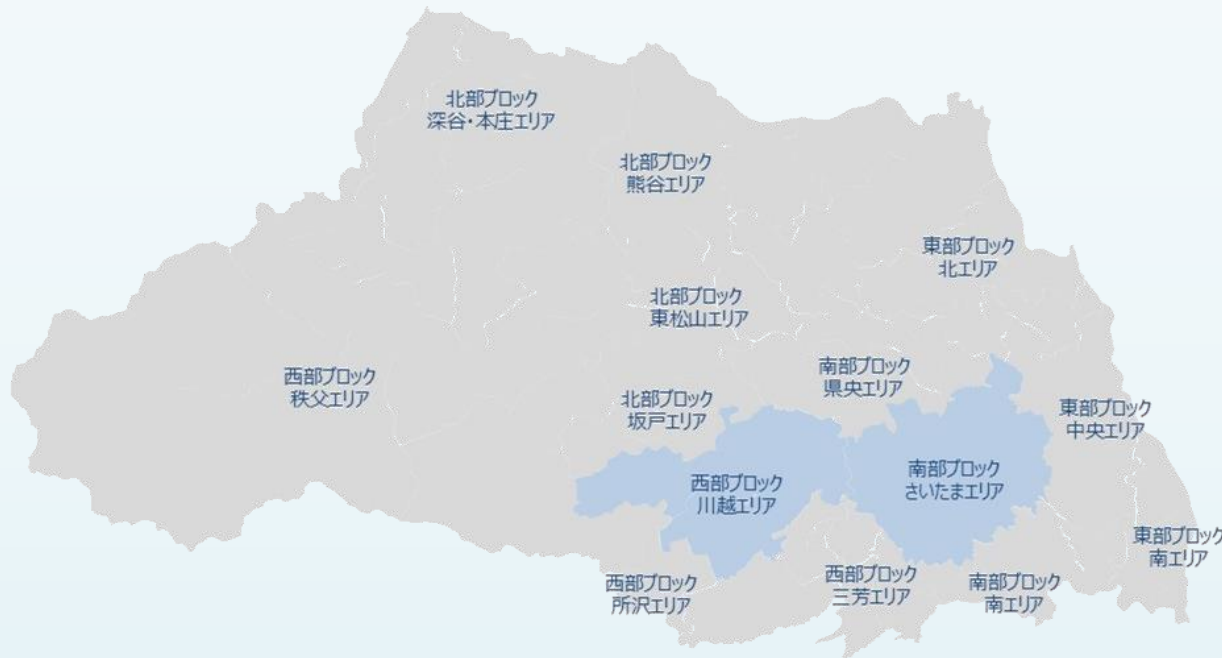 北部ブロック
深谷・本庄エリア
北部ブロック
熊谷エリア
東部ブロック
北エリア
北部ブロック
東松山エリア
南部ブロック
県央エリア
西部ブロック
秩父エリア
北部ブロック
坂戸エリア
東部ブロック
中央エリア
西部ブロック
川越エリア
南部ブロック
さいたまエリア
東部ブロック
南エリア
西部ブロック
所沢エリア
西部ブロック
三芳エリア
南部ブロック
南エリア